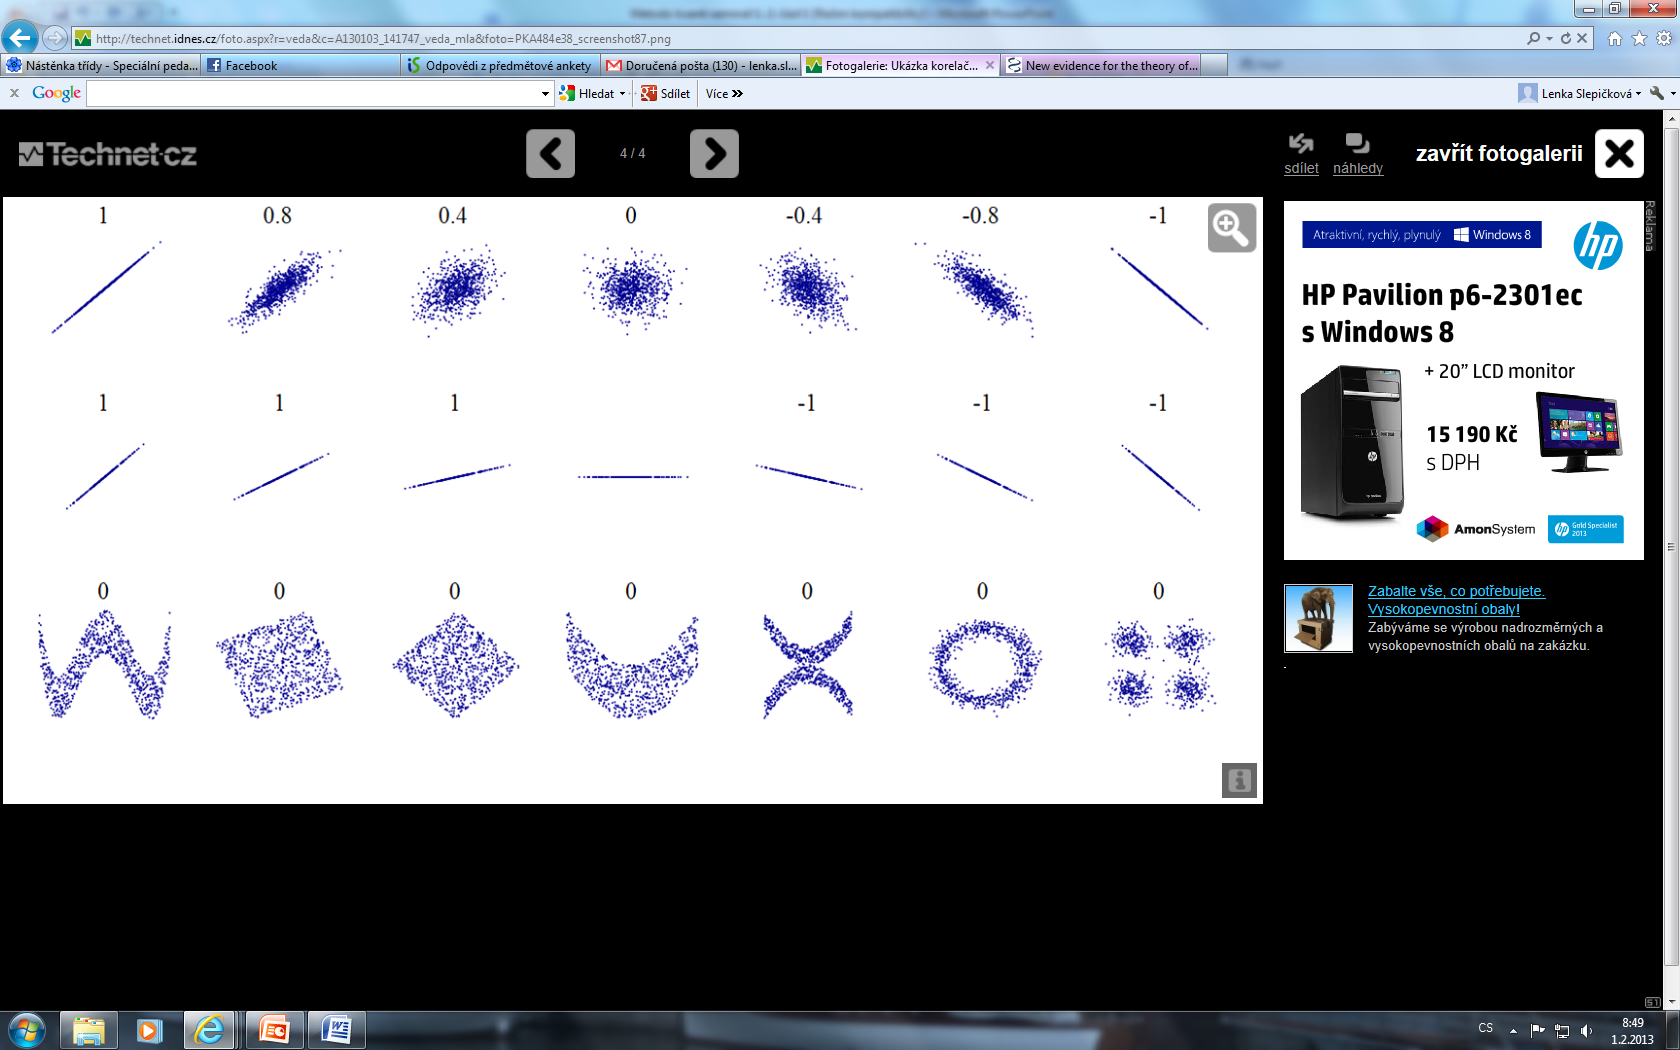 http://technet.idnes.cz/foto.aspx?r=veda&c=A130103_141747_veda_mla&foto=PKA484e38_screenshot87.png
Nástěnka třídy - Speciální peda...
Facebook
Odpovědi z předmětové ankety
Doručená pošta (130) - lenka.sl...
Fotogalerie: Ukázka korelač...
New evidence for the theory of...
x Google
Hledat
Sdílet
Více
Lenka Slepičková
Technet.cz
4 / 4
sdílet
náhledy
zavřít fotogalerii
1 0.8 0.4 0 -0.4 -0.8 -1
1 1 1 -1 -1 -1
0 0 0 0 0 0 0
Reklama
Atraktivní, rychlý, plynulý
Windows 8
hp
HP Pavilion p6-2301ec
s Windows 8
+ 20" LCD monitor
15 190 Kč
s DPH
AmonSystem
hp
Gold Specialist
2013
Zabalte vše, co potřebujete.
Vysokopevnostní obaly!
Zabýváme se výrobou nadrozměrných a
vysokopevnostních obalů na zakázku.
CS
8:49
1.2.2013